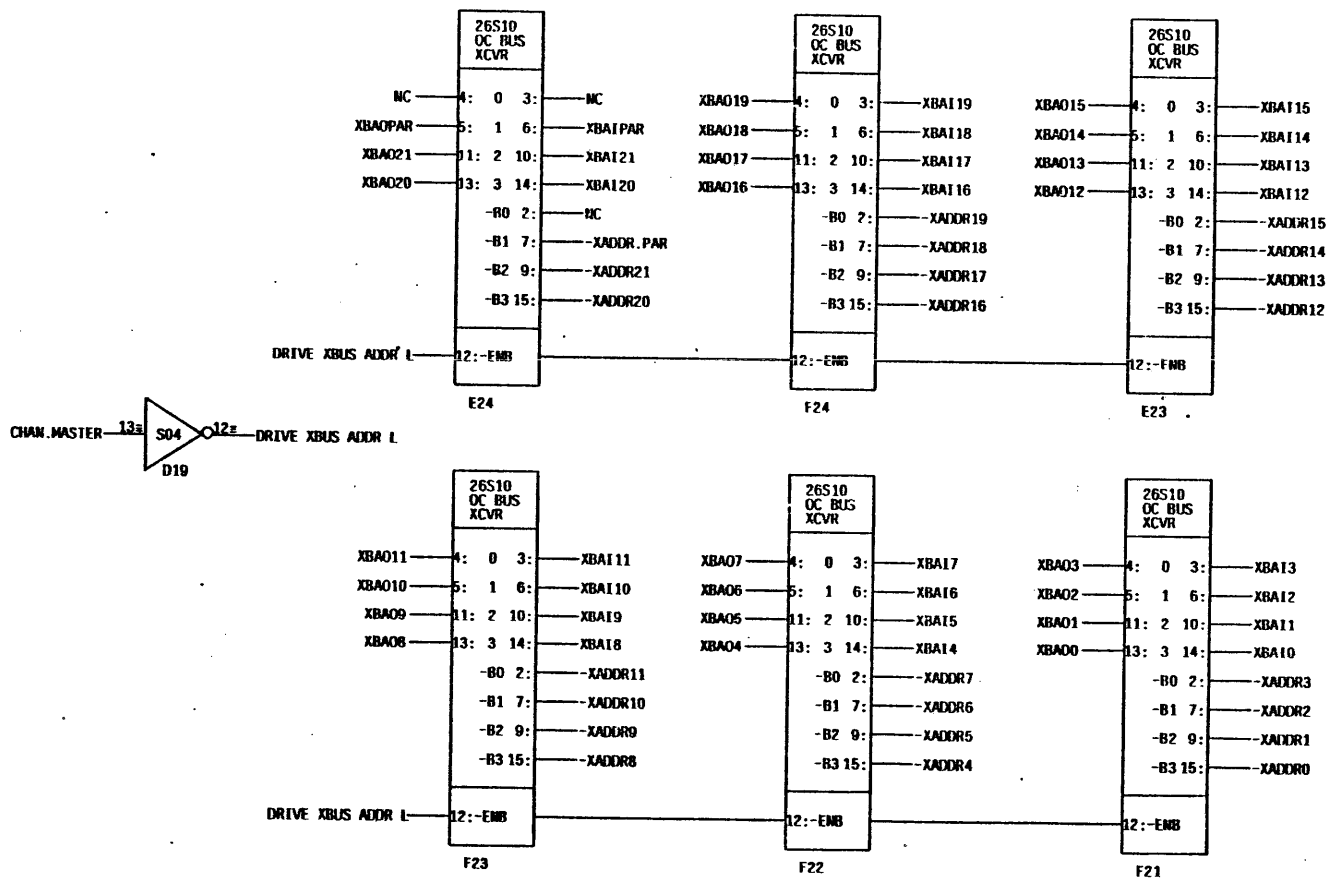 26S10
OC BUS
XCVR
NC 4: 0 3: NC
XBAOPAR 5: 1 6: XBAIPAR
XBAO21 11: 2 10: XBAI21
XBAO20 13: 3 14: XBAI20
-B0 2: NC
-B1 7: -XADDR.PAR
-B2 9: -XADDR21
-B3 15: -XADDR20
DRIVE XBUS ADDR L 12:-ENB
E24
26S10
OC BUS
XCVR
XBAO19 4: 0 3: XBAI19
XBAO18 5: 1 6: XBAI18
XBAO17 11: 2 10: XBAI17
XBAO16 13: 3 14: XBAI16
-B0 2: -XADDR19
-B1 7: -XADDR18
-B2 9: -XADDR17
-B3 15: -XADDR16
12:-ENB
F24
26S10
OC BUS
XCVR
XBAO15 4: 0 3: XBAI15
XBAO14 5: 1 6: XBAI14
XBAO13 11: 2 10: XBAI13
XBAO12 13: 3 14: XBAI12
-B0 2: -XADDR15
-B1 7: -XADDR14
-B2 9: -XADDR13
-B3 15: -XADDR12
12:-ENB
E23
CHAN.MASTER 13= S04 12= DRIVE XBUS ADDR L
D19
26S10
OC BUS
XCVR
XBAO11 4: 0 3: XBAI11
XBAO10 5: 1 6: XBAI10
XBAO9 11: 2 10: XBAI9
XBAO8 13: 3 14: XBAI8
-B0 2: -XADDR11
-B1 7: -XADDR10
-B2 9: -XADDR9
-B3 15: -XADDR8
DRIVE XBUS ADDR L 12:-ENB
F23
26S10
OC BUS
XCVR
XBAO7 4: 0 3: XBAI7
XBAO6 5: 1 6: XBAI6
XBAO5 11: 2 10: XBAI5
XBAO4 13: 3 14: XBAI4
-B0 2: -XADDR7
-B1 7: -XADDR6
-B2 9: -XADDR5
-B3 15: -XADDR4
12:-ENB
F22
26S10
OC BUS
XCVR
XBAO3 4: 0 3: XBAI3
XBAO2 5: 1 6: XBAI2
XBAO1 11: 2 10: XBAI1
XBAO0 13: 3 14: XBAI0
-B0 2: -XADDR3
-B1 7: -XADDR2
-B2 9: -XADDR1
-B3 15: -XADDR0
12:-ENB
F21